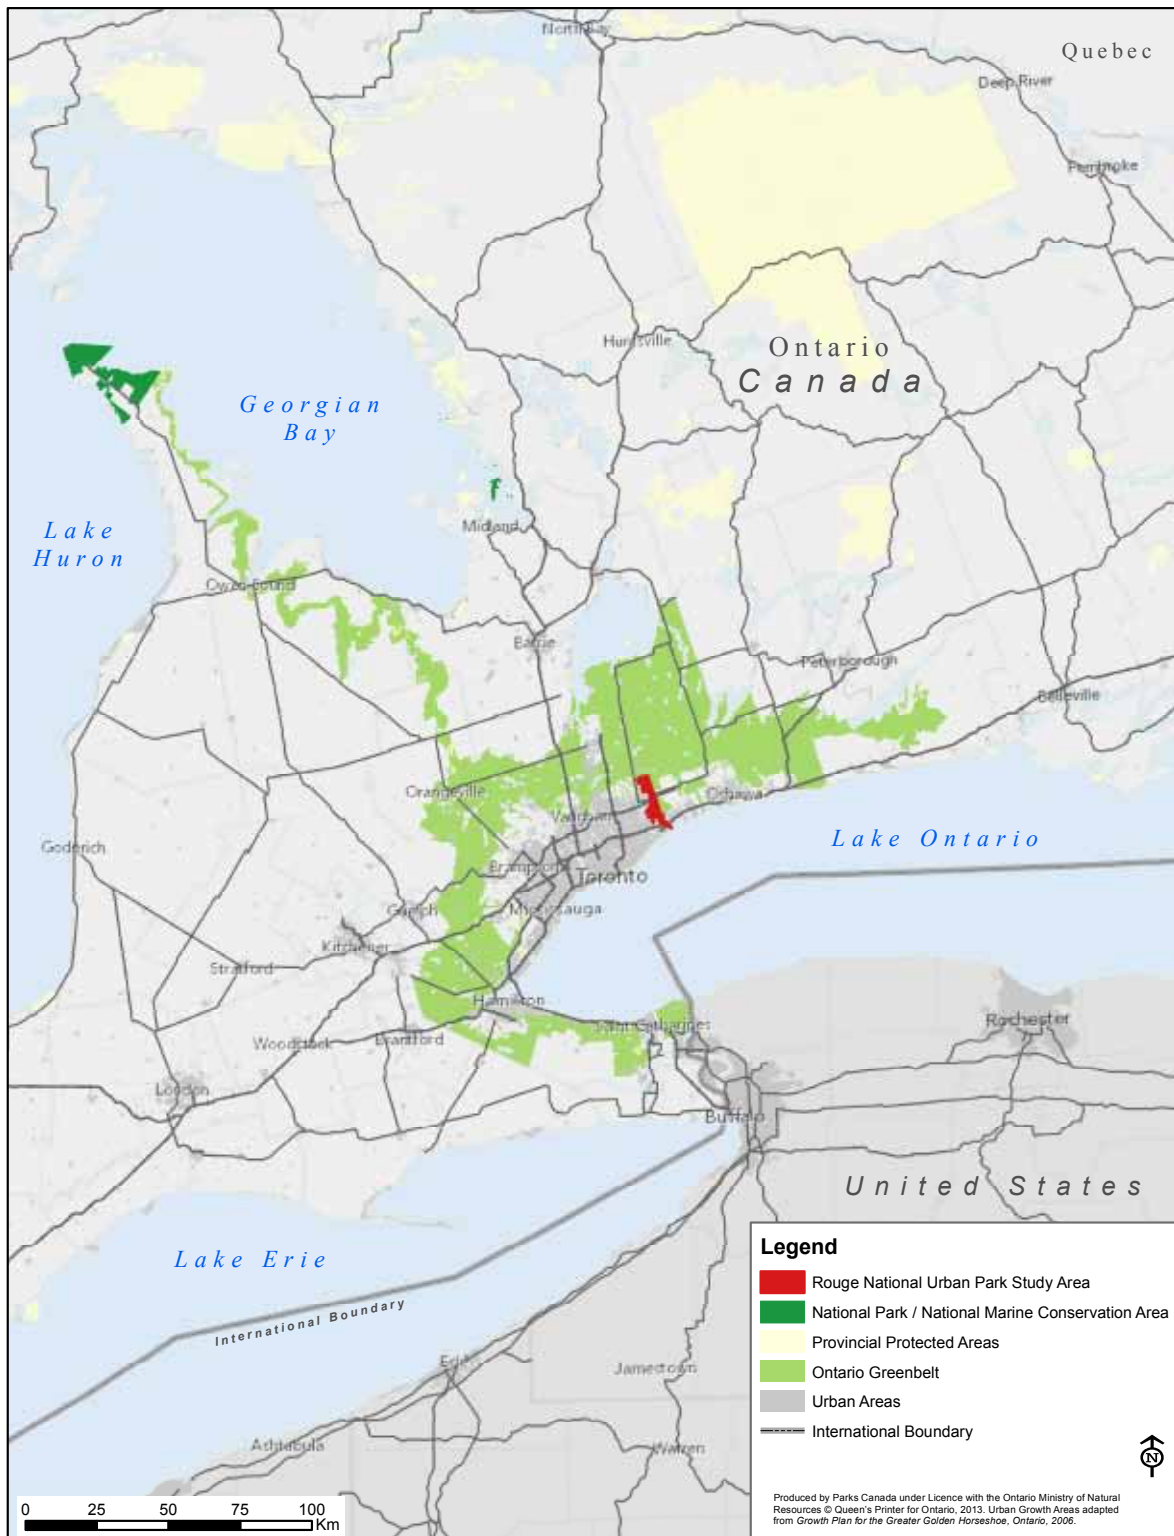 North Bay
Quebec
Deep River
Pembroke
Huntsville
Ontario
Canada
Georgian
Bay
Lake
Huron
Midland
Owen Sound
Barrie
Peterborough
Belleville
Orangeville
Oshawa
Vaughan
Lake Ontario
Goderich
Brampton
Toronto
Guelph
Mississauga
Kitchener
Stratford
Hamilton
Saint Catharines
Rochester
Woodstock
Brantford
London
Buffalo
United States
Lake Erie
International Boundary
Erie
Jamestown
Ashtabula
Warren
Legend
Rouge National Urban Park Study Area
National Park / National Marine Conservation Area
Provincial Protected Areas
Ontario Greenbelt
Urban Areas
International Boundary
N
Produced by Parks Canada under Licence with the Ontario Ministry of Natural
Resources © Queen's Printer for Ontario, 2013. Urban Growth Areas adapted
from Growth Plan for the Greater Golden Horseshoe, Ontario, 2006.
0 25 50 75 100
Km